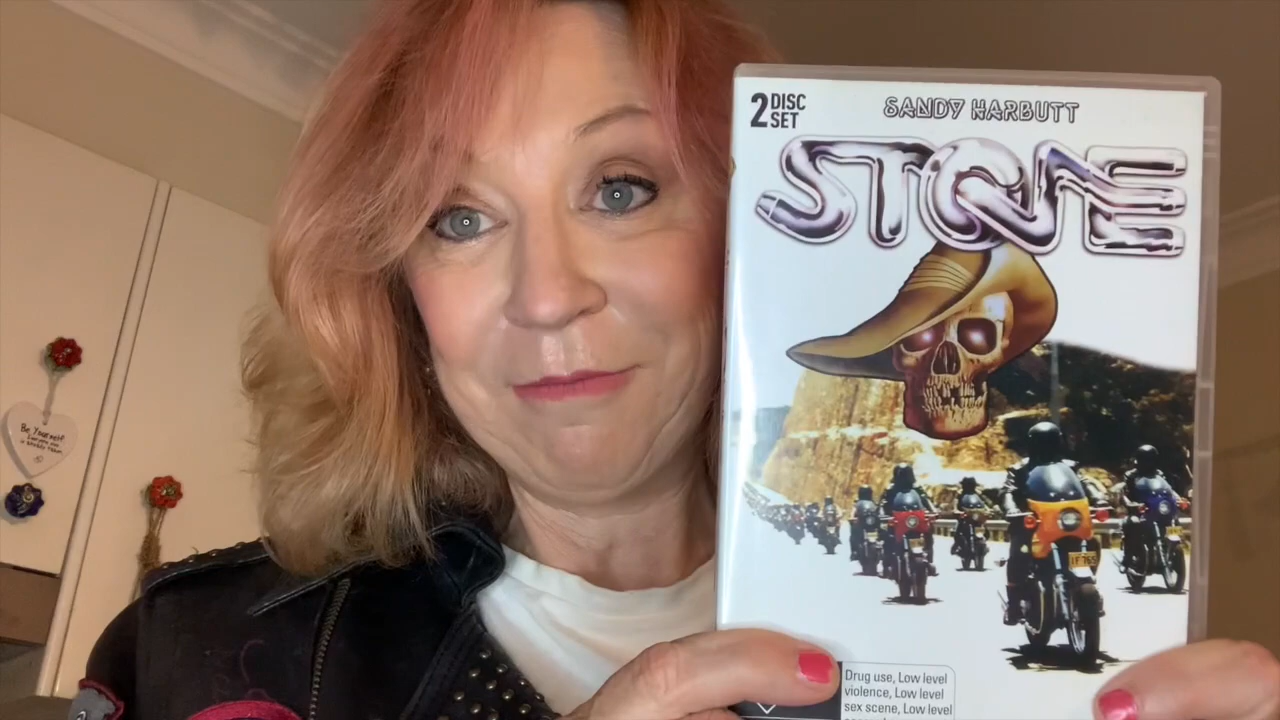 2 DISC
SET
SANDY HARBUTT
STONE
Be Yourself
Drug use, Low level
violence, Low level
sex scene, Low level